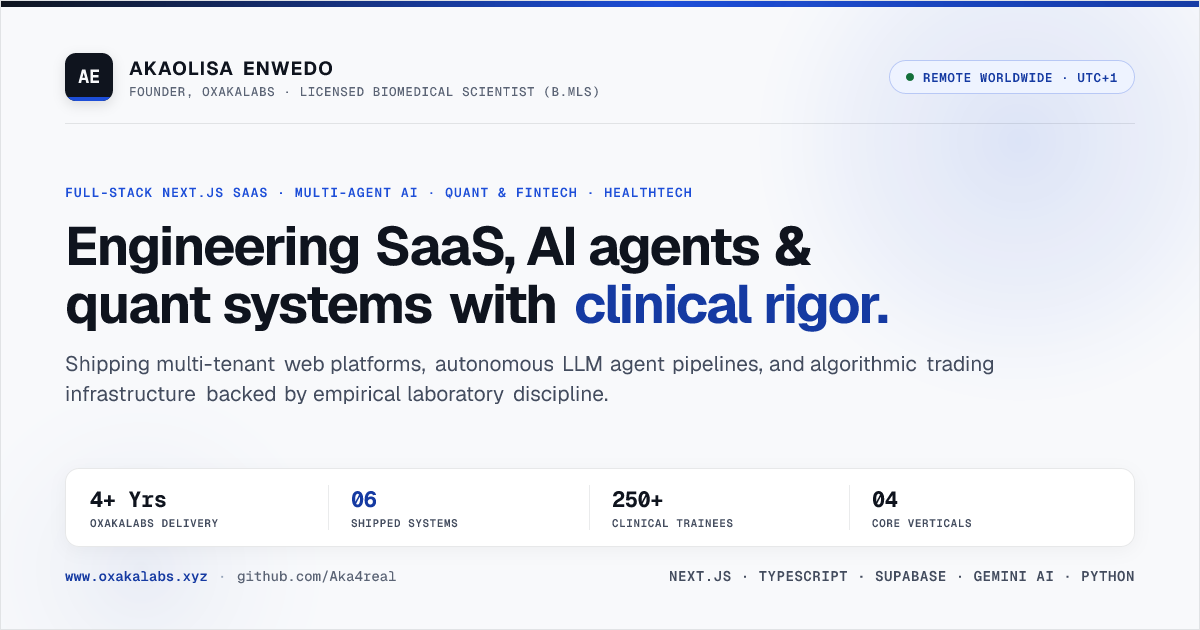 AE
AKAOLISA ENWEDO
FOUNDER, OXAKALABS · LICENSED BIOMEDICAL SCIENTIST (B.MLS)
REMOTE WORLDWIDE · UTC+1
FULL-STACK NEXT.JS SAAS · MULTI-AGENT AI · QUANT & FINTECH · HEALTHTECH
Engineering SaaS, AI agents &
quant systems with clinical rigor.
Shipping multi-tenant web platforms, autonomous LLM agent pipelines, and algorithmic trading
infrastructure backed by empirical laboratory discipline.
4+ Yrs
OXAKALABS DELIVERY
06
SHIPPED SYSTEMS
250+
CLINICAL TRAINEES
04
CORE VERTICALS
www.oxakalabs.xyz · github.com/Aka4real
NEXT.JS · TYPESCRIPT · SUPABASE · GEMINI AI · PYTHON